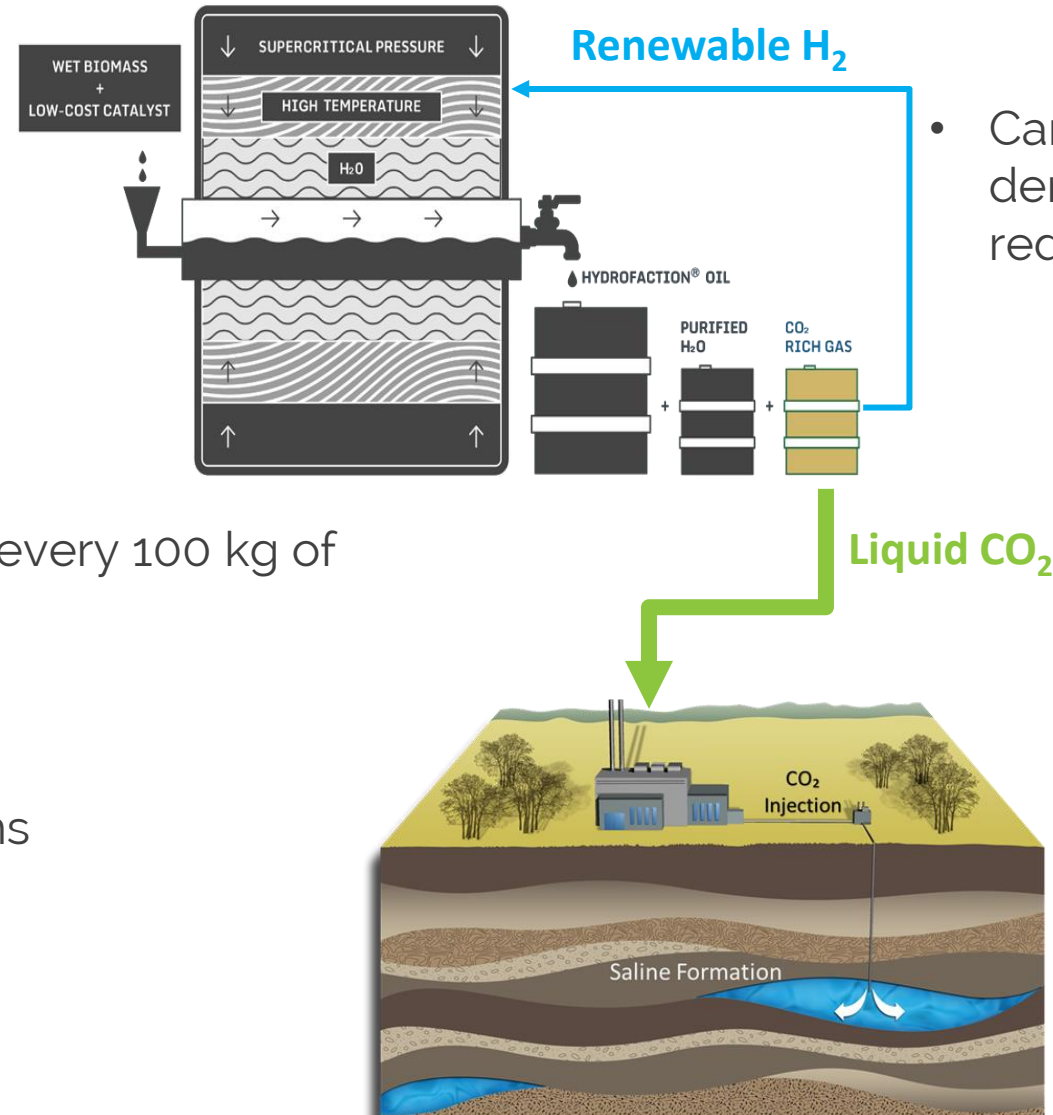 SUPERCRITICAL PRESSURE
HIGH TEMPERATURE
H₂O
WET BIOMASS
+
LOW-COST CATALYST
Renewable H₂
HYDROFACTION® OIL
+
PURIFIED
H₂O
+
CO₂
RICH GAS
•
every 100 kg of
Liquid CO₂
CO₂
Injection
Saline Formation